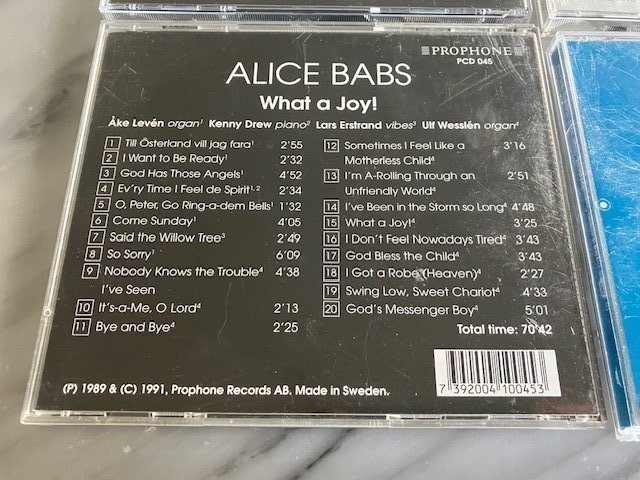 PROPHONE
PCD 045
ALICE BABS
What a Joy!
Åke Levén organ¹ Kenny Drew piano² Lars Erstrand vibes³ Ulf Wesslén organ⁴
1 Till Österland vill jag fara¹ 2'55
2 I Want to Be Ready¹ 2'32
3 God Has Those Angels¹ 4'52
4 Ev'ry Time I Feel de Spirit¹,² 2'34
5 O, Peter, Go Ring-a-dem Bells¹ 1'32
6 Come Sunday¹ 4'05
7 Said the Willow Tree³ 2'49
8 So Sorry¹ 6'09
9 Nobody Knows the Trouble⁴ 4'38
I've Seen
10 It's-a-Me, O Lord⁴ 2'13
11 Bye and Bye⁴ 2'25
12 Sometimes I Feel Like a 3'16
Motherless Child⁴
13 I'm A-Rolling Through an 2'51
Unfriendly World⁴
14 I've Been in the Storm so Long⁴ 4'48
15 What a Joy!⁴ 3'25
16 I Don't Feel Nowadays Tired⁴ 3'43
17 God Bless the Child⁴ 3'43
18 I Got a Robe (Heaven)⁴ 2'27
19 Swing Low, Sweet Chariot⁴ 4'33
20 God's Messenger Boy⁴ 5'01
Total time: 70'42
7 392004 100453
(P) 1989 & (C) 1991, Prophone Records AB. Made in Sweden.